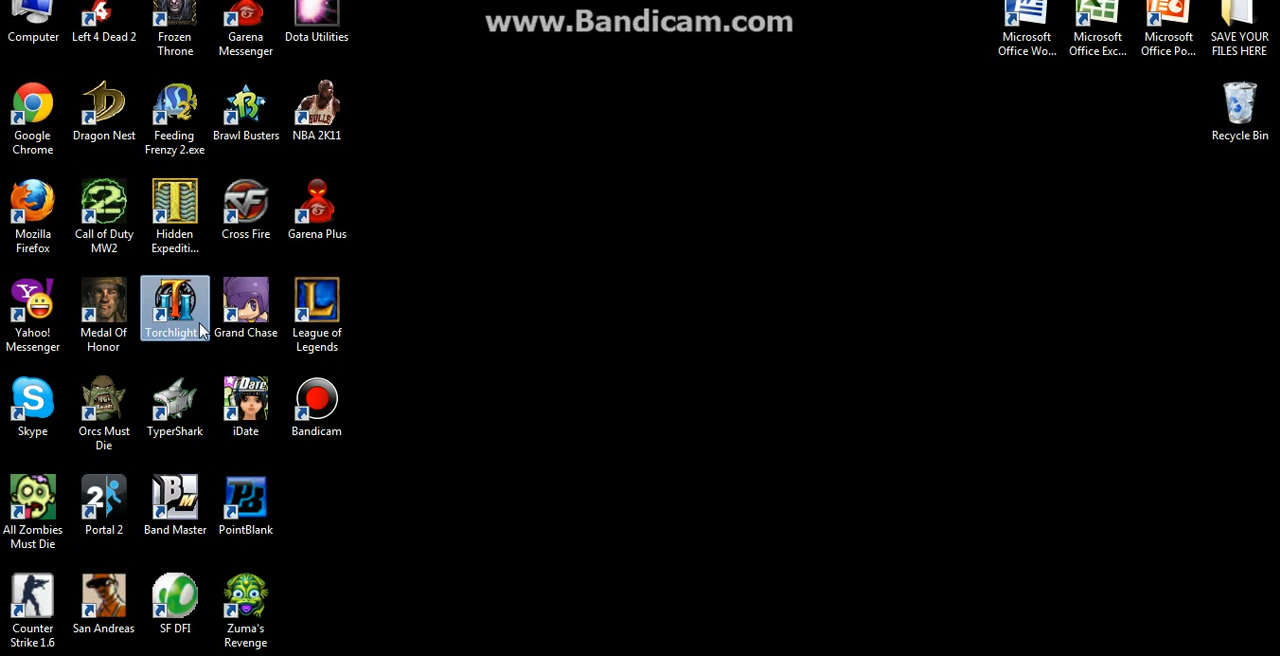 www.Bandicam.com
Computer
Left 4 Dead 2
Frozen
Throne
Garena
Messenger
Dota Utilities
Microsoft
Office Wo...
Microsoft
Office Exc...
Microsoft
Office Po...
SAVE YOUR
FILES HERE
Google
Chrome
Dragon Nest
Feeding
Frenzy 2.exe
Brawl Busters
NBA 2K11
Recycle Bin
Mozilla
Firefox
Call of Duty
MW2
Hidden
Expediti...
Cross Fire
Garena Plus
Yahoo!
Messenger
Medal Of
Honor
Torchlight
Grand Chase
League of
Legends
Skype
Orcs Must
Die
TyperShark
iDate
Bandicam
All Zombies
Must Die
Portal 2
Band Master
PointBlank
Counter
Strike 1.6
San Andreas
SF DFI
Zuma's
Revenge